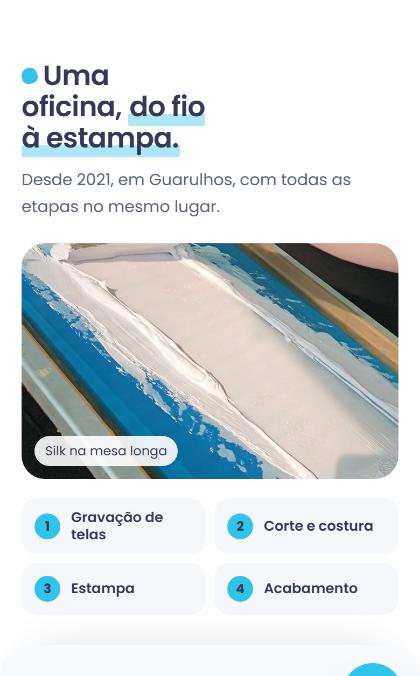 Uma
oficina, do fio
à estampa.
Desde 2021, em Guarulhos, com todas as
etapas no mesmo lugar.
Silk na mesa longa
1 Gravação de
telas
2 Corte e costura
3 Estampa
4 Acabamento